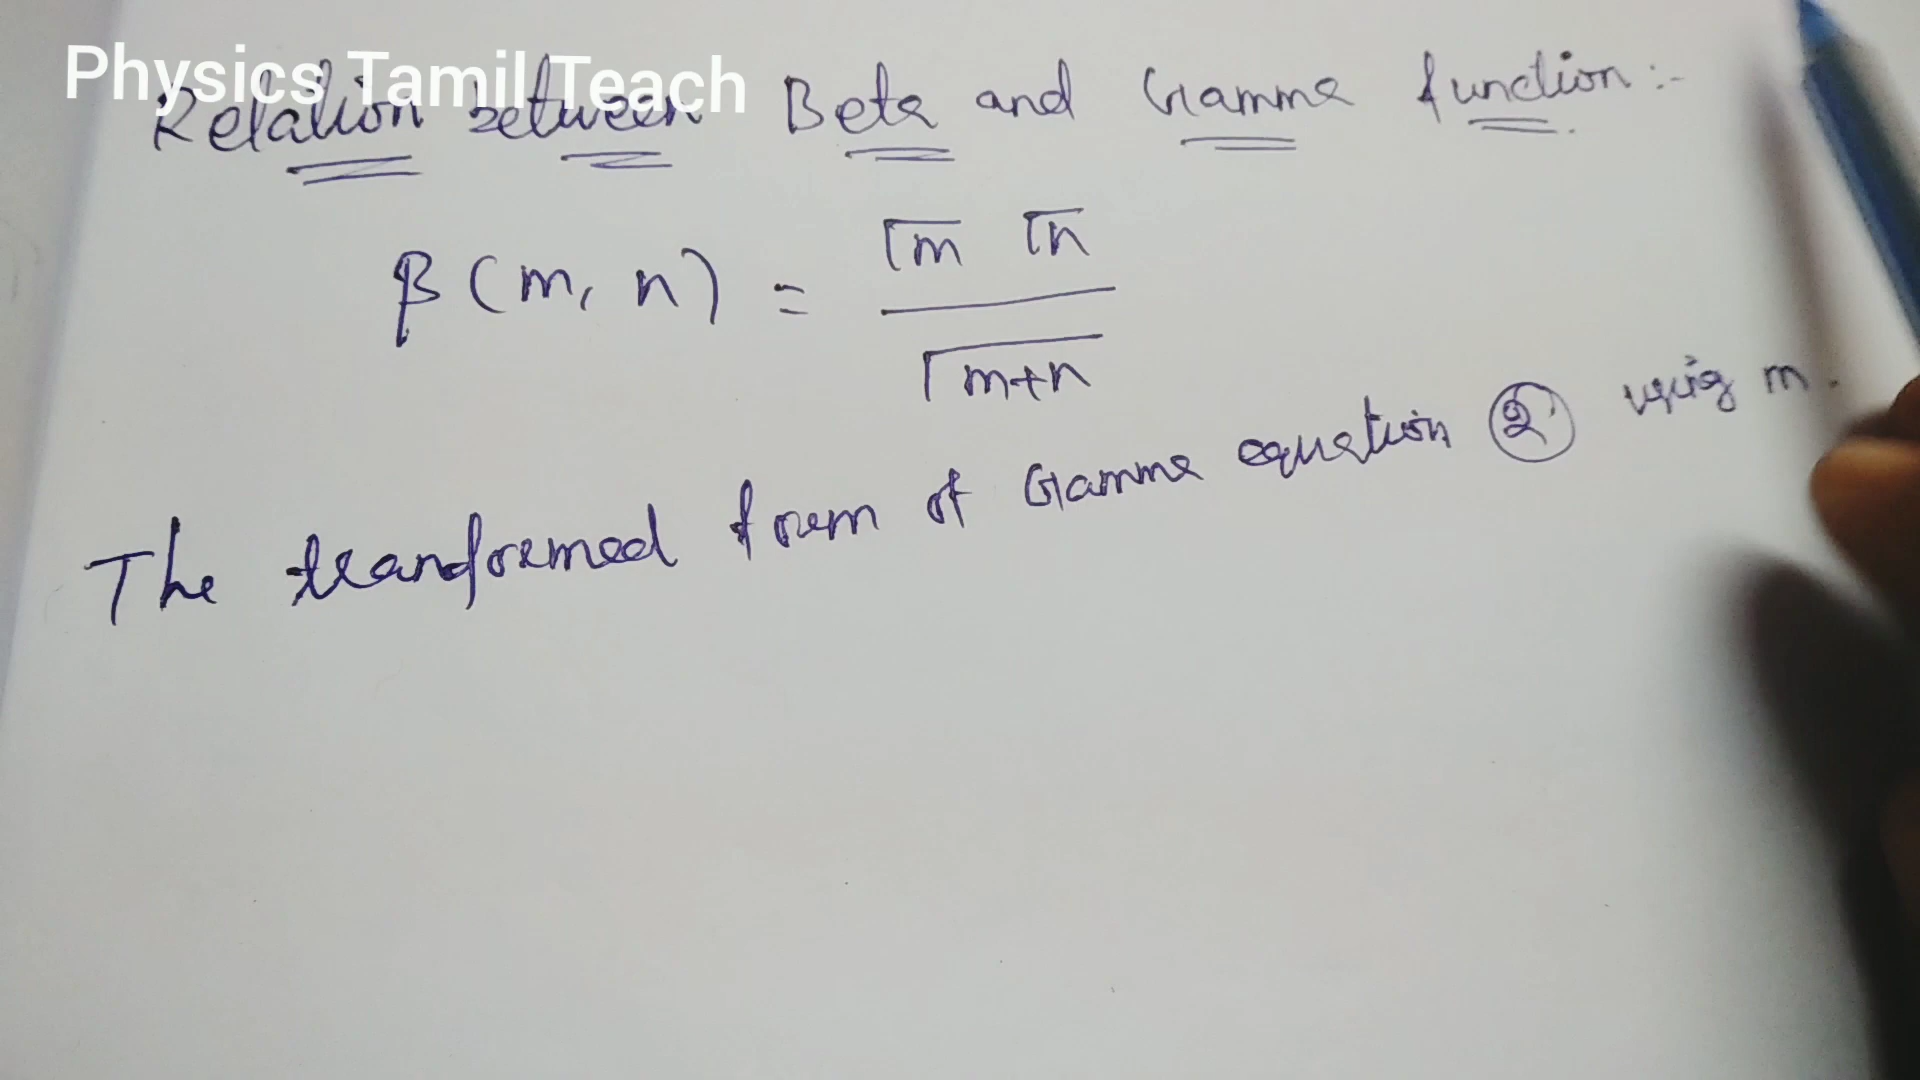 Physics Tamil Teach
Relation between Beta and Gamma function:-
β(m, n) = Γm Γn / Γm+n
The tranformed form of Gamma equation ② using m.